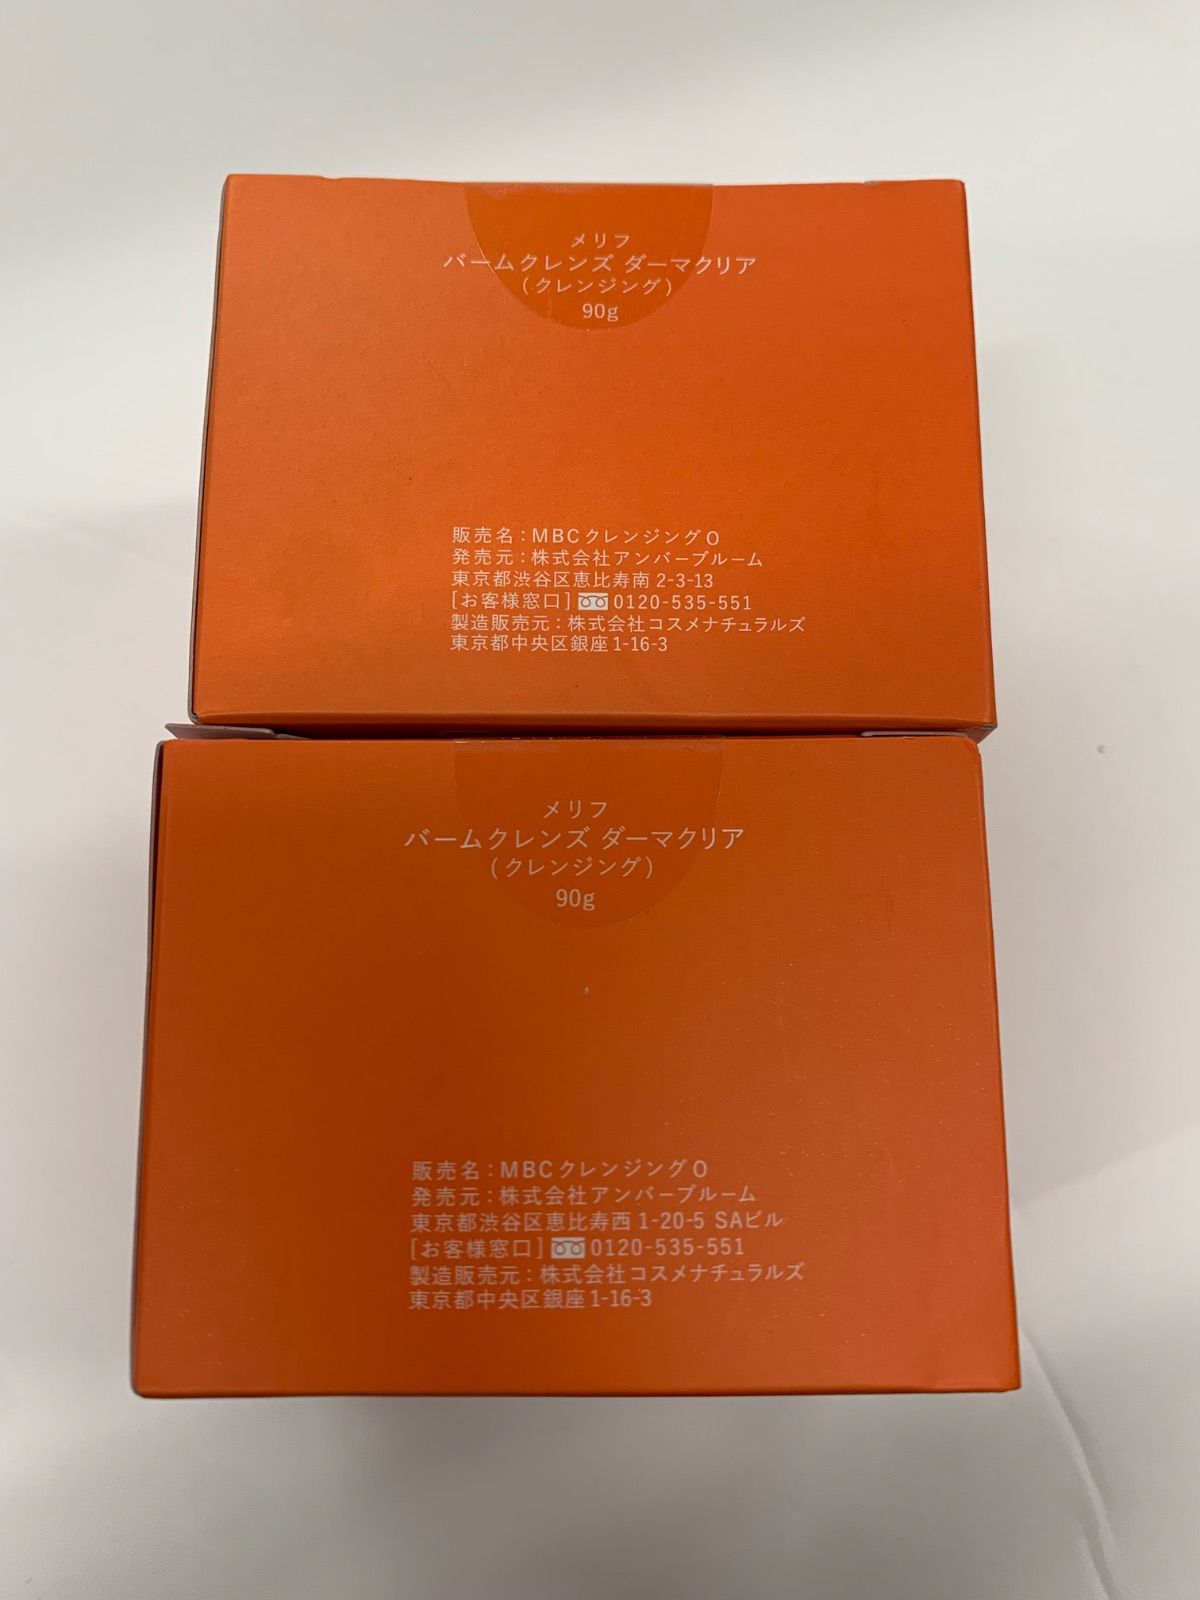 メリフ
バームクレンズ ダーマクリア
(クレンジング)
90g
販売名：MBCクレンジングO
発売元：株式会社アンバーブルーム
東京都渋谷区恵比寿南2-3-13
[お客様窓口] 0120-535-551
製造販売元：株式会社コスメナチュラルズ
東京都中央区銀座1-16-3
メリフ
バームクレンズ ダーマクリア
(クレンジング)
90g
販売名：MBCクレンジングO
発売元：株式会社アンバーブルーム
東京都渋谷区恵比寿西1-20-5 SAビル
[お客様窓口] 0120-535-551
製造販売元：株式会社コスメナチュラルズ
東京都中央区銀座1-16-3